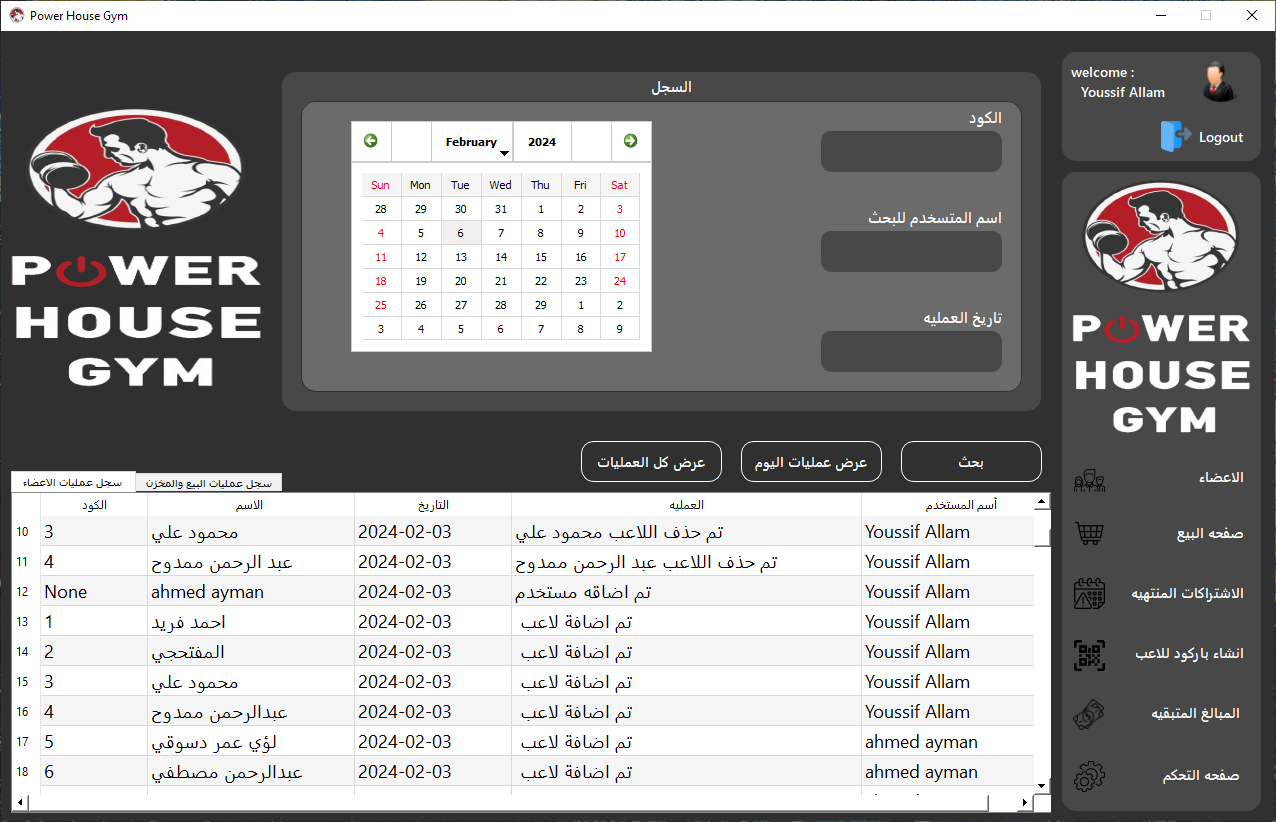 Power House Gym
welcome :
Youssif Allam
Logout
POWER
HOUSE
GYM
السجل
الكود
اسم المتسخدم للبحث
تاريخ العمليه
February 2024
Sun Mon Tue Wed Thu Fri Sat
28 29 30 31 1 2 3
4 5 6 7 8 9 10
11 12 13 14 15 16 17
18 19 20 21 22 23 24
25 26 27 28 29 1 2
3 4 5 6 7 8 9
POWER
HOUSE
GYM
بحث
عرض عمليات اليوم
عرض كل العمليات
الاعضاء
صفحه البيع
الاشتراكات المنتهيه
انشاء باركود للاعب
المبالغ المتبقيه
صفحه التحكم
سجل عمليات الاعضاء
سجل عمليات البيع والمخزن
الكود الاسم التاريخ العمليه أسم المستخدم
10 3 محمود علي 2024-02-03 تم حذف اللاعب محمود علي Youssif Allam
11 4 عبد الرحمن ممدوح 2024-02-03 تم حذف اللاعب عبد الرحمن ممدوح Youssif Allam
12 None ahmed ayman 2024-02-03 تم اضاقه مستخدم Youssif Allam
13 1 احمد فريد 2024-02-03 تم اضافة لاعب Youssif Allam
14 2 المفتحجي 2024-02-03 تم اضافة لاعب Youssif Allam
15 3 محمود علي 2024-02-03 تم اضافة لاعب Youssif Allam
16 4 عبدالرحمن ممدوح 2024-02-03 تم اضافة لاعب Youssif Allam
17 5 لؤي عمر دسوقي 2024-02-03 تم اضافة لاعب ahmed ayman
18 6 عبدالرحمن مصطفي 2024-02-03 تم اضافة لاعب ahmed ayman